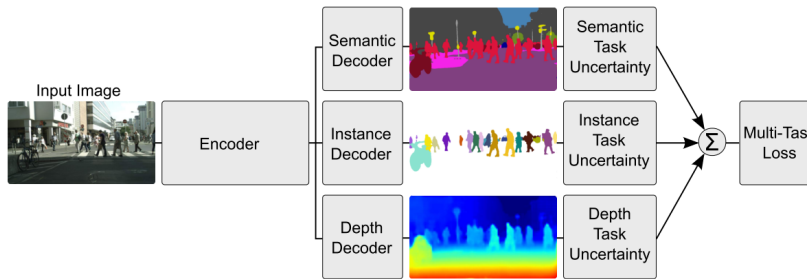 Input Image
Encoder
Semantic
Decoder
Instance
Decoder
Depth
Decoder
Semantic
Task
Uncertainty
Instance
Task
Uncertainty
Depth
Task
Uncertainty
Σ
Multi-Tas
Loss